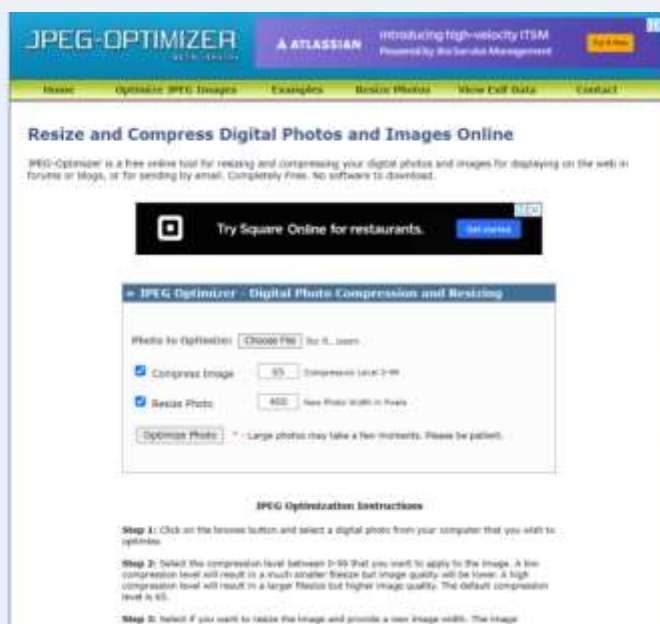 JPEG-OPTIMIZER
ATLASSIAN
Introducing high-velocity ITSM
Powered by Jira Service Management
Try it free
Home Optimize JPEG Images Examples Resize Photos View Exif Data Contact
Resize and Compress Digital Photos and Images Online
JPEG-Optimizer is a free online tool for resizing and compressing your digital photos and images for displaying on the web in
forums or blogs, or for sending by email. Completely Free. No software to download.
Try Square Online for restaurants.
Get started
JPEG Optimizer - Digital Photo Compression and Resizing
Photo to Optimize: Choose File
Compress Image 65 Compression Level 0-99
Resize Photo 400 New Photo Width in Pixels
Optimize Photo * - Large photos may take a few moments. Please be patient.
JPEG Optimization Instructions
Step 1: Click on the browse button and select a digital photo from your computer that you wish to
optimize.
Step 2: Select the compression level between 0-99 that you want to apply to the image. A low
compression level will result in a much smaller filesize but image quality will be lower. A high
compression level will result in a larger filesize but higher image quality. The default compression
level is 65.
Step 3: Select if you want to resize the image and provide a new image width. The image